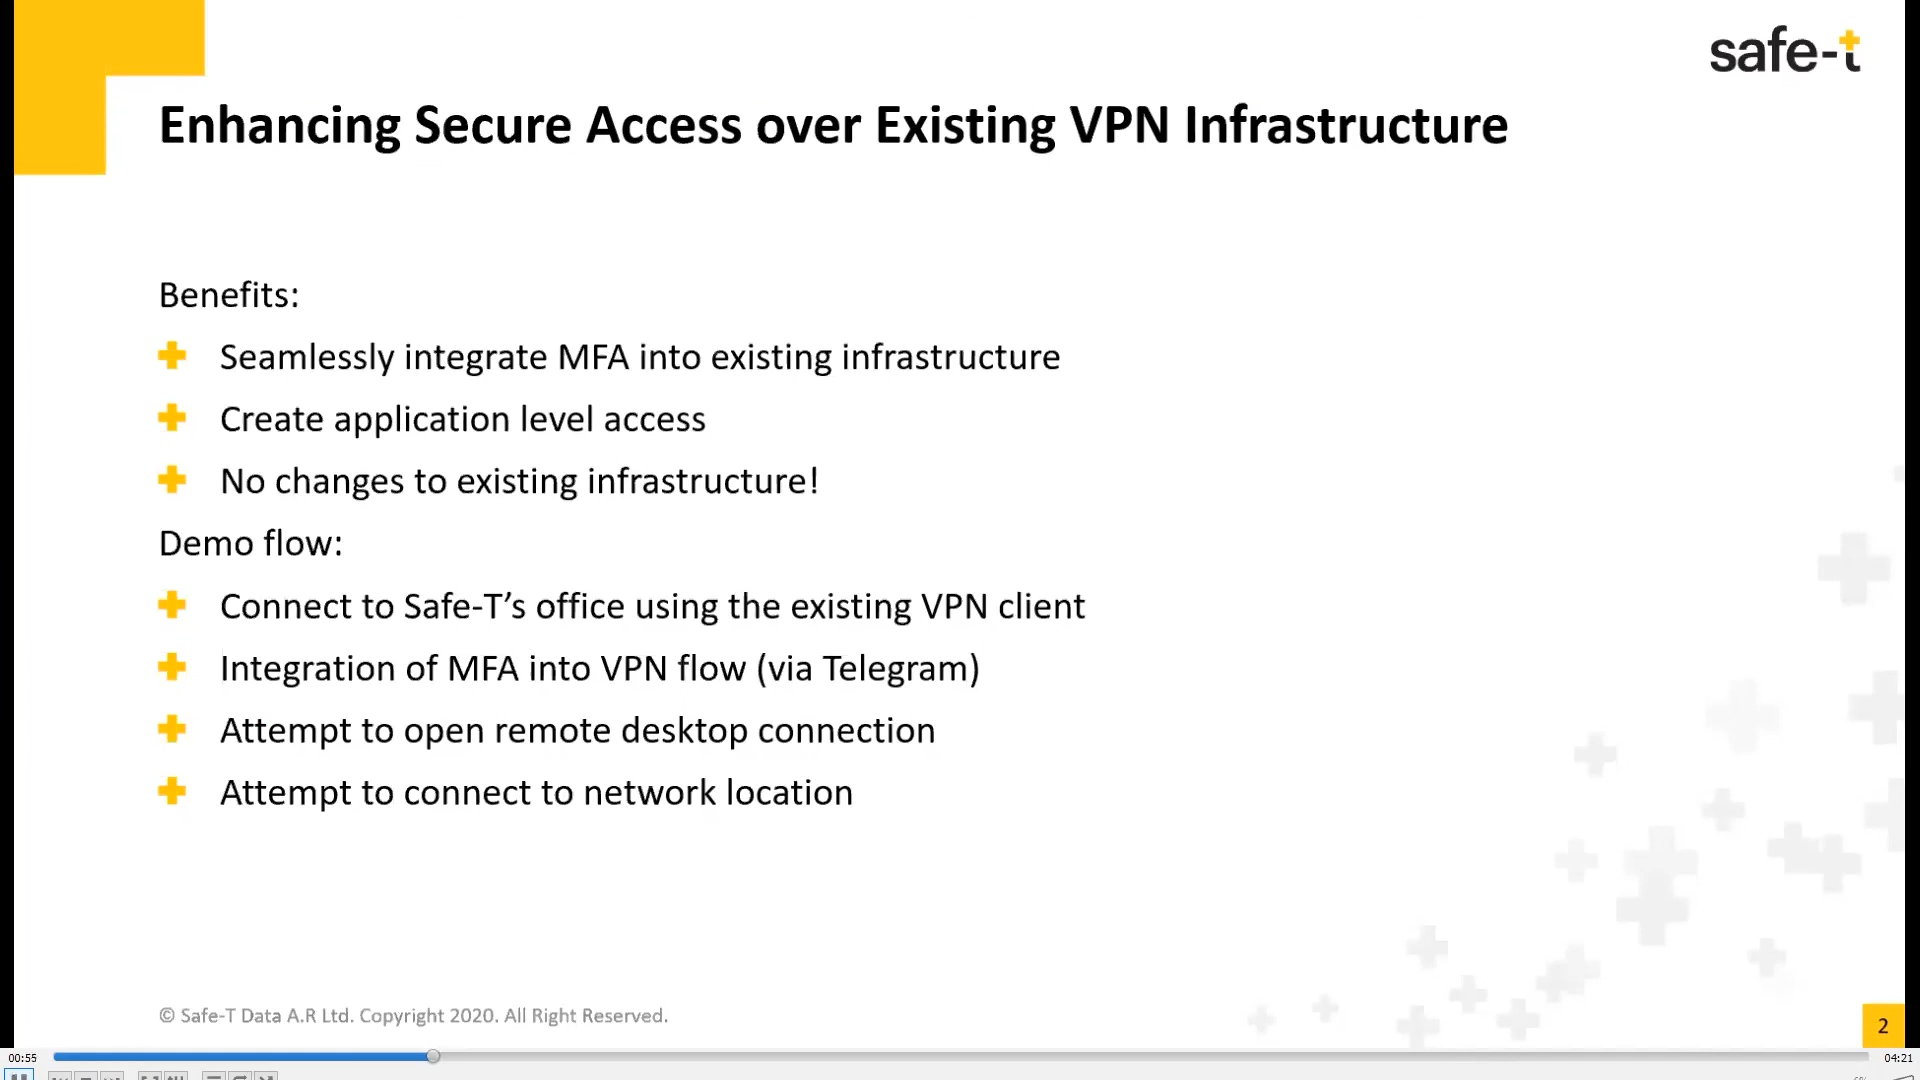 safe-t
Enhancing Secure Access over Existing VPN Infrastructure
Benefits:
Seamlessly integrate MFA into existing infrastructure
Create application level access
No changes to existing infrastructure!
Demo flow:
Connect to Safe-T’s office using the existing VPN client
Integration of MFA into VPN flow (via Telegram)
Attempt to open remote desktop connection
Attempt to connect to network location
© Safe-T Data A.R Ltd. Copyright 2020. All Right Reserved.
2
00:55
04:21